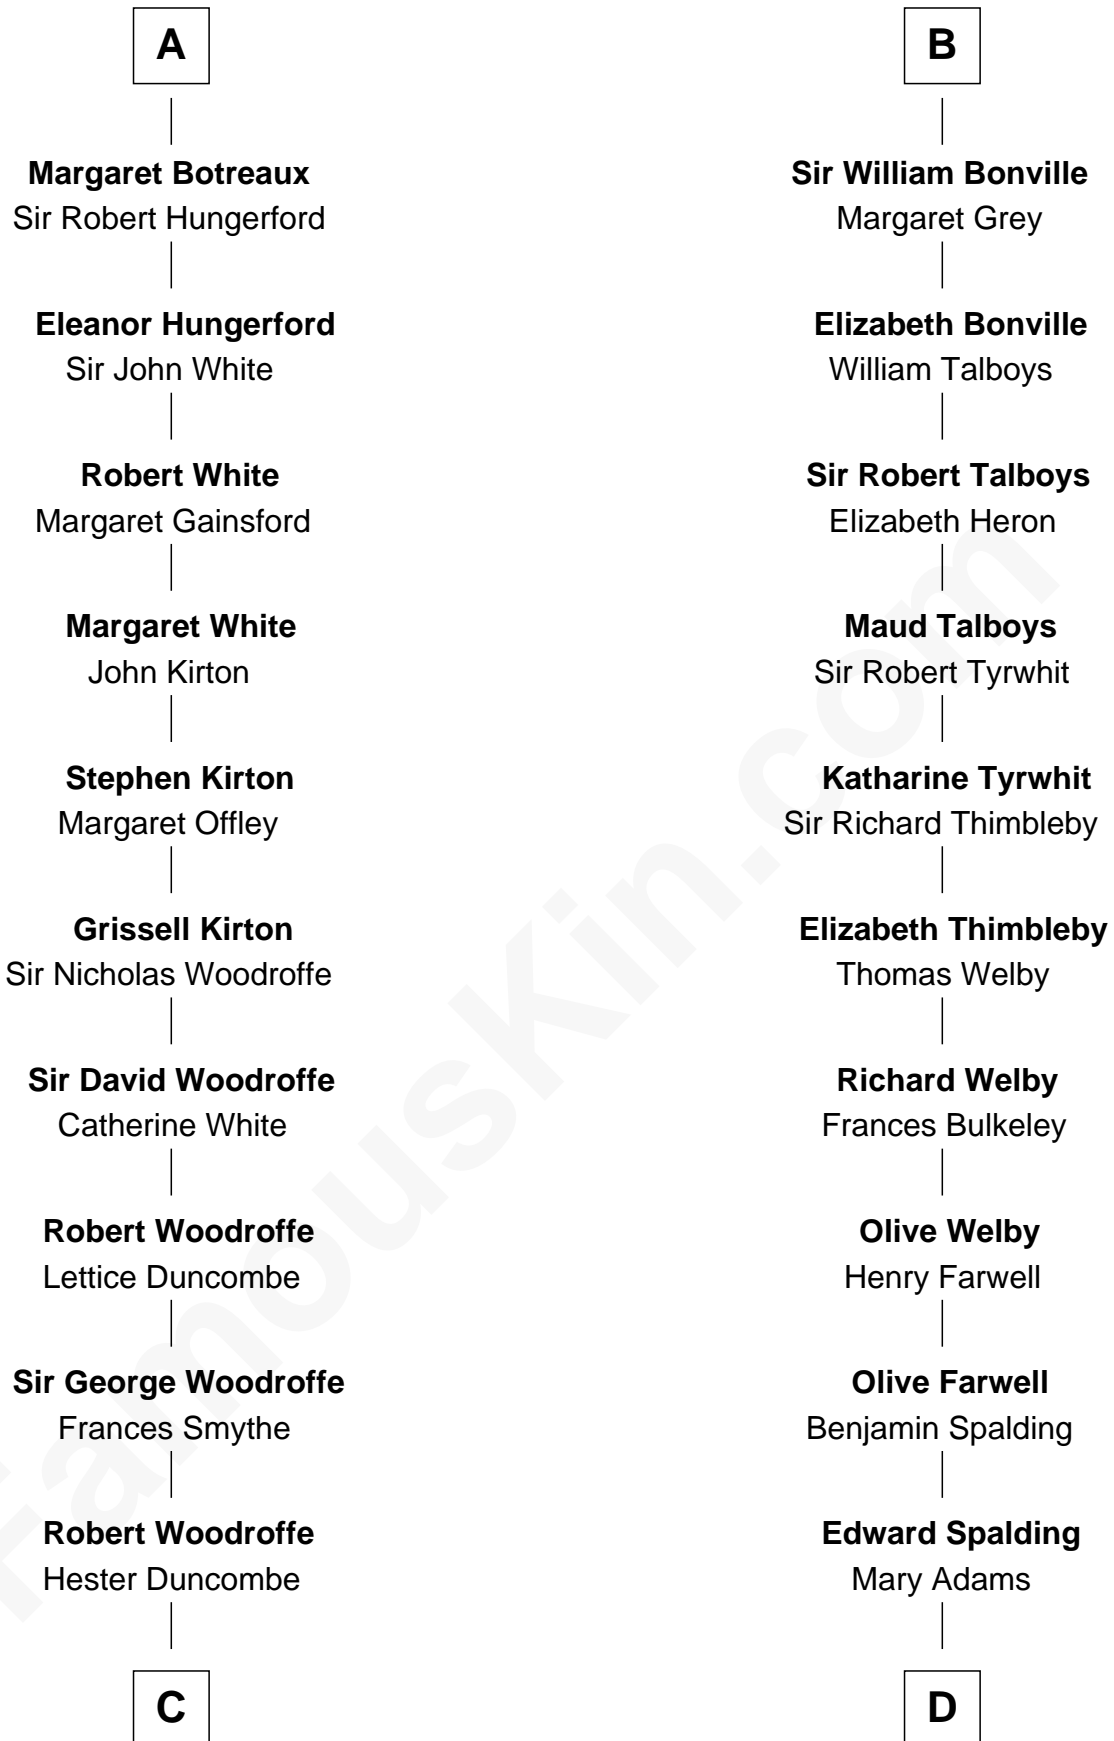 A
Margaret Botreaux
Sir Robert Hungerford
Eleanor Hungerford
Sir John White
Robert White
Margaret Gainsford
Margaret White
John Kirton
Stephen Kirton
Margaret Offley
Grissell Kirton
Sir Nicholas Woodroffe
Sir David Woodroffe
Catherine White
Robert Woodroffe
Lettice Duncombe
Sir George Woodroffe
Frances Smythe
Robert Woodroffe
Hester Duncombe
C
B
Sir William Bonville
Margaret Grey
Elizabeth Bonville
William Talboys
Sir Robert Talboys
Elizabeth Heron
Maud Talboys
Sir Robert Tyrwhit
Katharine Tyrwhit
Sir Richard Thimbleby
Elizabeth Thimbleby
Thomas Welby
Richard Welby
Frances Bulkeley
Olive Welby
Henry Farwell
Olive Farwell
Benjamin Spalding
Edward Spalding
Mary Adams
D
FamousKin.com